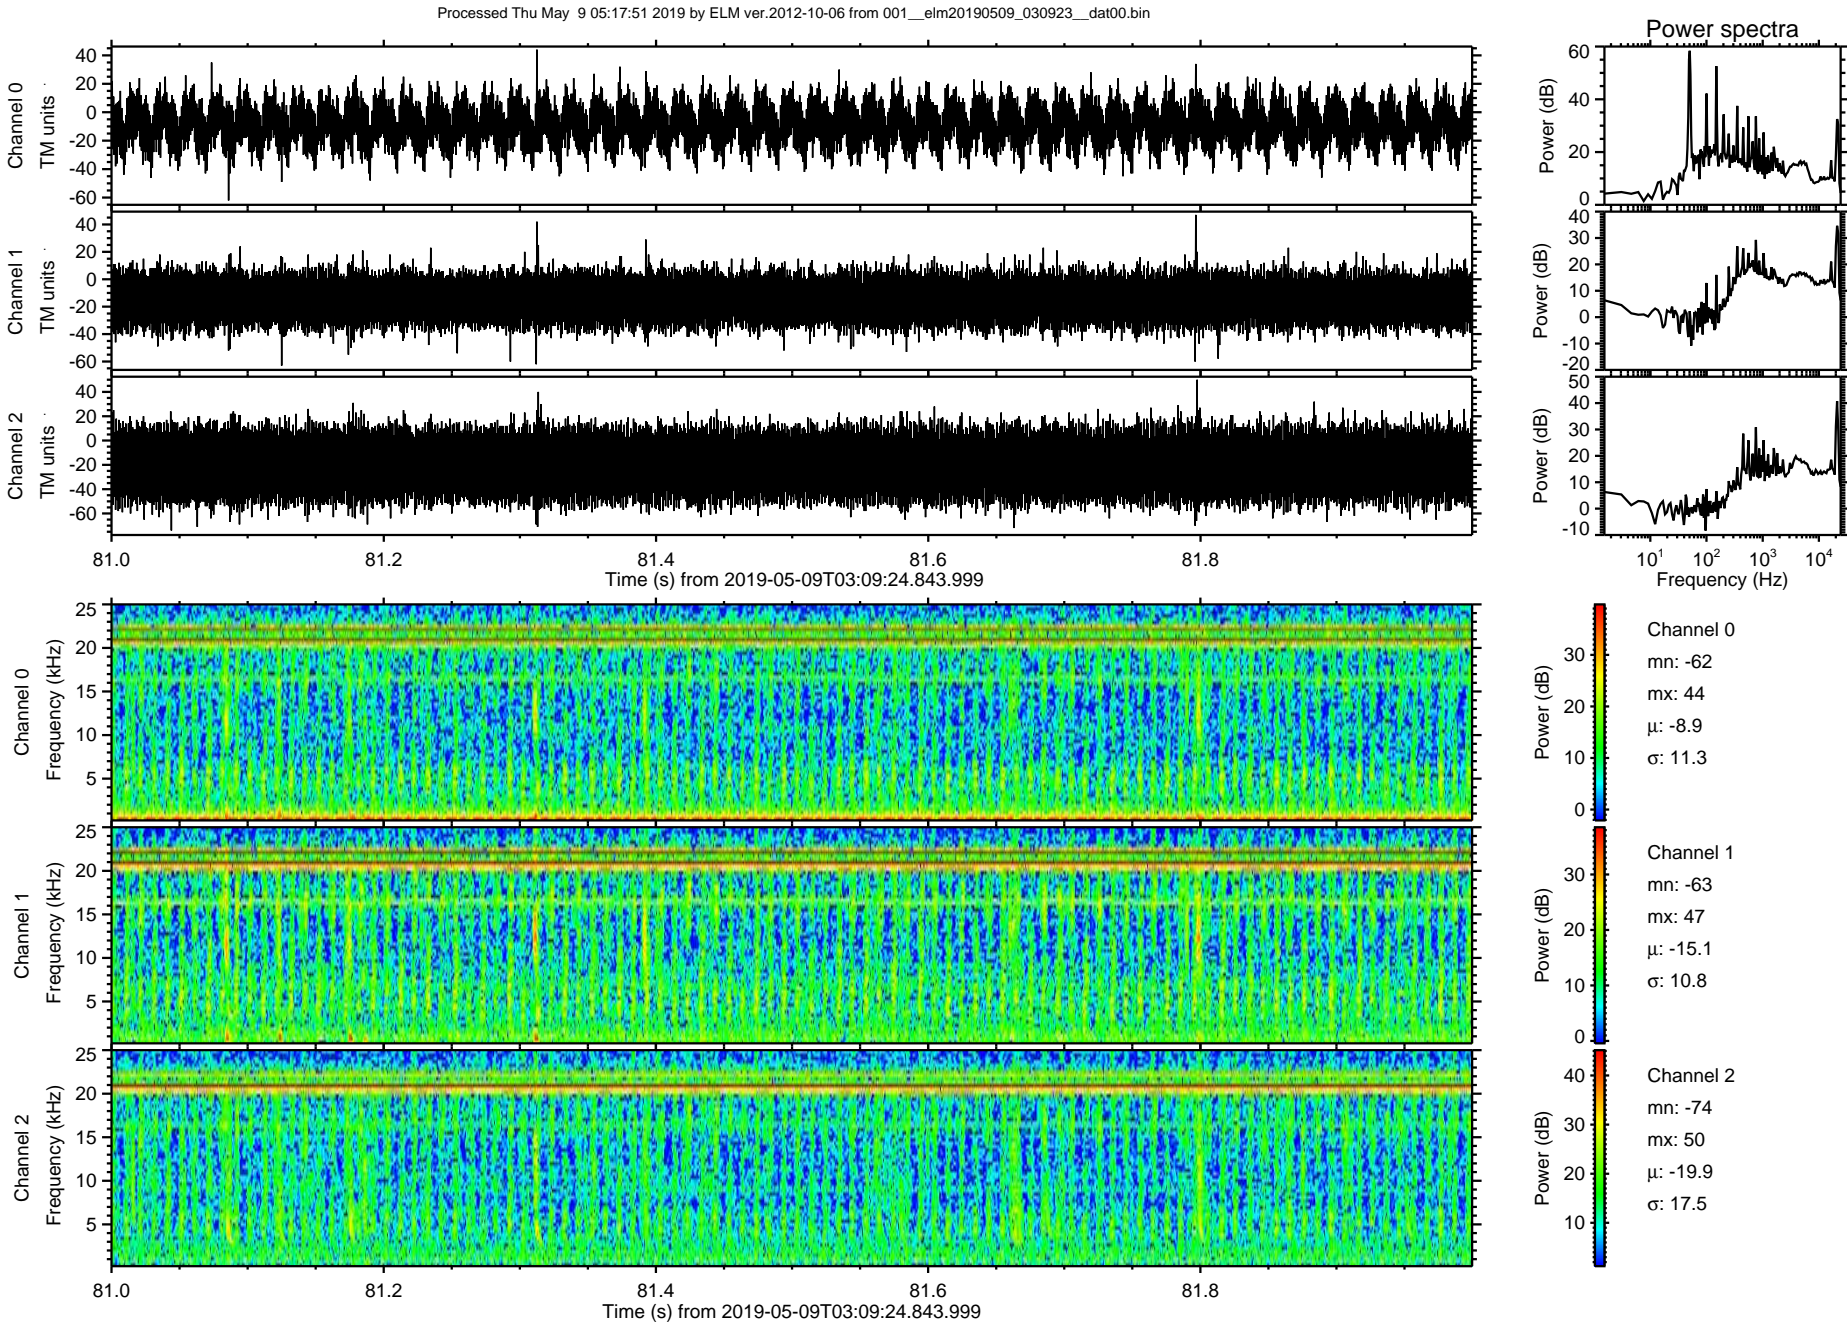 Processed Thu May  9 05:17:51 2019 by ELM ver.2012-10-06 from 001__elm20190509_030923__dat00.bin
Power spectra
Channel 0
TM units
40
20
0
-20
-40
-60
Power (dB)
60
40
20
0
Channel 1
TM units
40
20
0
-20
-40
-60
Power (dB)
40
30
20
10
0
-10
-20
Channel 2
TM units
40
20
0
-20
-40
-60
Power (dB)
50
40
30
20
10
0
-10
81.0 81.2 81.4 81.6 81.8
Time (s) from 2019-05-09T03:09:24.843.999
10^1 10^2 10^3 10^4
Frequency (Hz)
Channel 0
Frequency (kHz)
25
20
15
10
5
Power (dB)
30
20
10
0
Channel 0
mn: -62
mx: 44
μ: -8.9
σ: 11.3
Channel 1
Frequency (kHz)
25
20
15
10
5
Power (dB)
30
20
10
0
Channel 1
mn: -63
mx: 47
μ: -15.1
σ: 10.8
Channel 2
Frequency (kHz)
25
20
15
10
5
Power (dB)
40
30
20
10
Channel 2
mn: -74
mx: 50
μ: -19.9
σ: 17.5
81.0 81.2 81.4 81.6 81.8
Time (s) from 2019-05-09T03:09:24.843.999